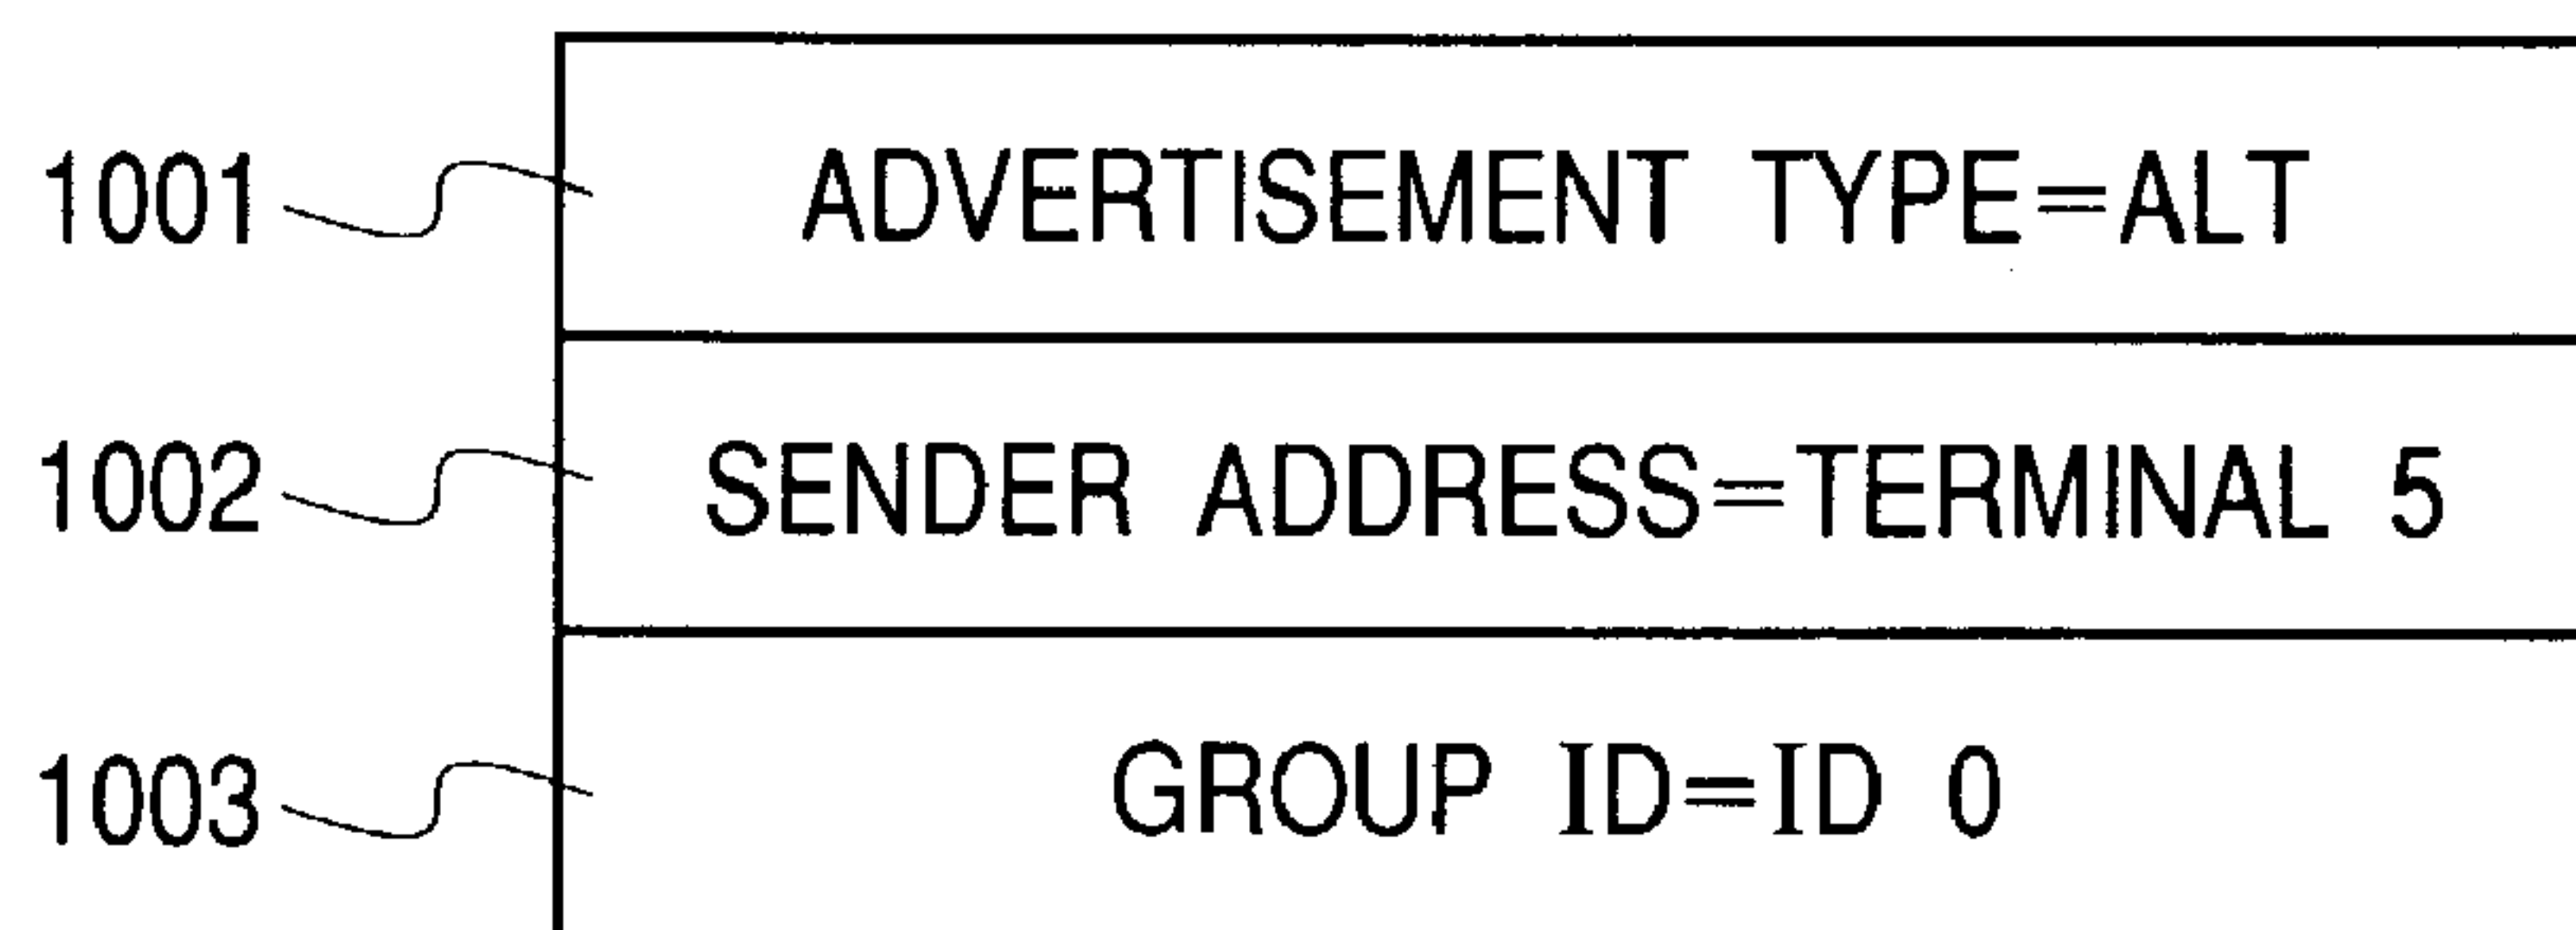 1001 ADVERTISEMENT TYPE=ALT
1002 SENDER ADDRESS=TERMINAL 5
1003 GROUP ID=ID 0